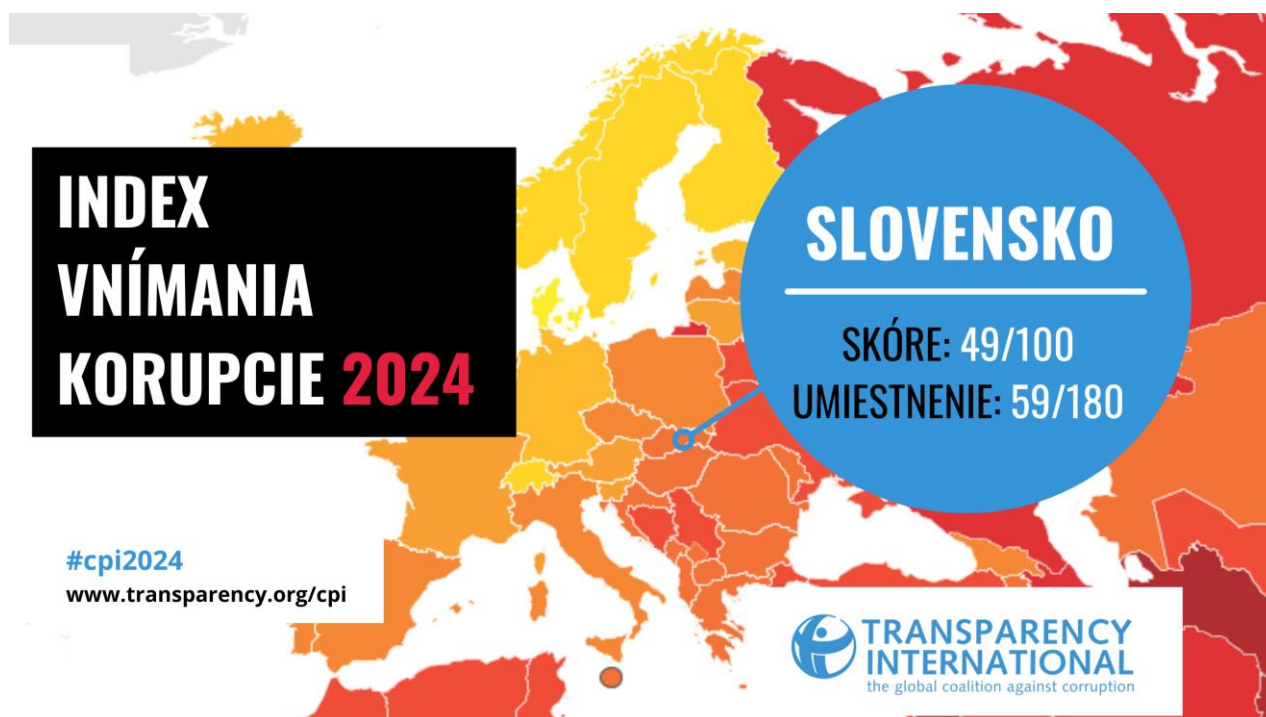 INDEX
VNÍMANIA
KORUPCIE 2024
SLOVENSKO
SKÓRE: 49/100
UMIESTNENIE: 59/180
#cpi2024
www.transparency.org/cpi
TRANSPARENCY
INTERNATIONAL
the global coalition against corruption